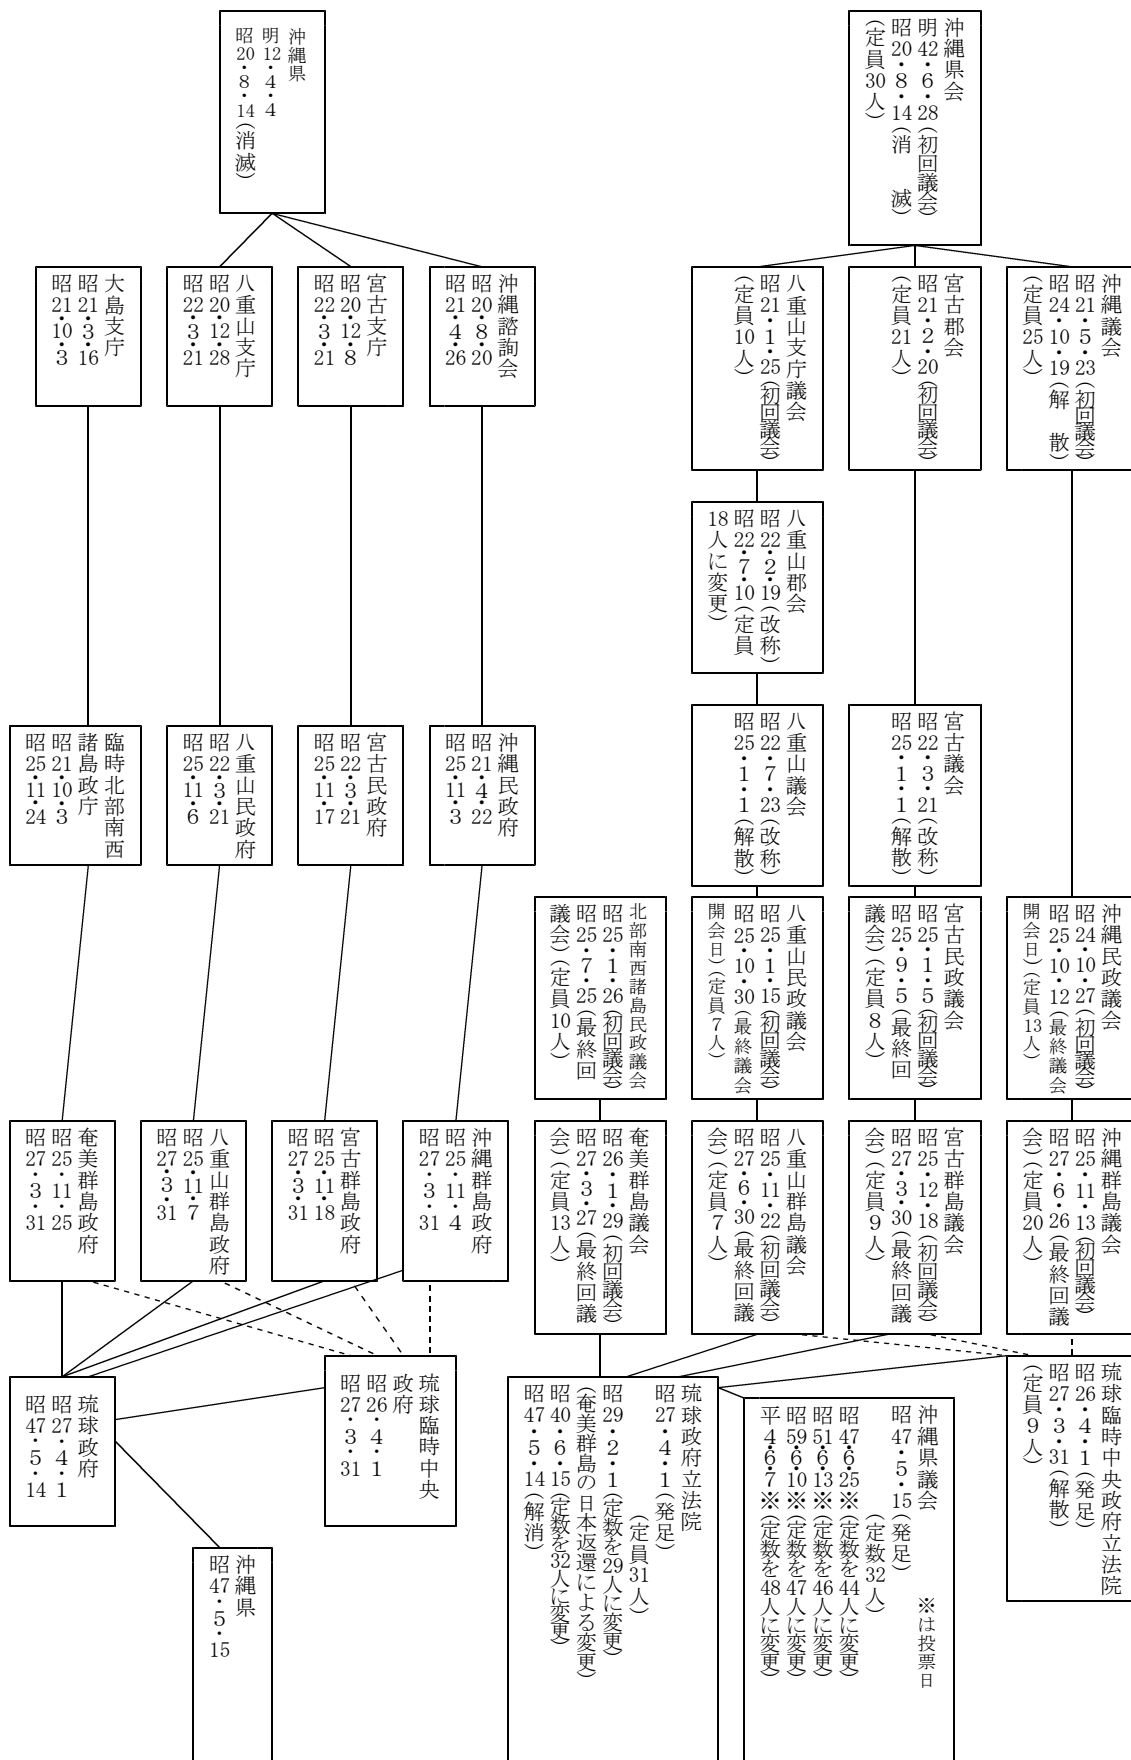 沖縄県会
明42・6・28(初回議会)
昭20・8・14(消　　滅)
(定員30人)
沖縄議会
昭21・5・23(初回議会)
昭24・10・19(解　散)
(定員25人)
宮古郡会
昭21・2・20(初回議会)
(定員21人)
八重山支庁議会
昭21・1・25(初回議会)
(定員10人)
八重山郡会
昭22・2・19(改称)
昭22・7・10(定員
18人に変更)
宮古議会
昭22・3・21(改称)
昭25・1・1(解散)
八重山議会
昭22・7・23(改称)
昭25・1・1(解散)
沖縄民政議会
昭24・10・27(初回議会)
昭25・10・12(最終議会
開会日)(定員13人)
宮古民政議会
昭25・1・5(初回議会)
昭25・9・5(最終回
議会)(定員8人)
八重山民政議会
昭25・1・15(初回議会)
昭25・10・30(最終議会
開会日)(定員7人)
北部南西諸島民政議会
昭25・1・26(初回議会)
昭25・7・25(最終回
議会)(定員10人)
沖縄群島議会
昭25・11・13(初回議会)
昭27・6・26(最終回議
会)(定員20人)
宮古群島議会
昭25・12・18(初回議会)
昭27・3・30(最終回議
会)(定員9人)
八重山群島議会
昭25・11・22(初回議会)
昭27・6・30(最終回議
会)(定員7人)
奄美群島議会
昭26・1・29(初回議会)
昭27・3・27(最終回議
会)(定員13人)
琉球臨時中央政府立法院
昭26・4・1(発足)
昭27・3・31(解散)
(定員9人)
沖縄県議会　※は投票日
昭47・5・15(発足)
(定数32人)
昭47・6・25※(定数を44人に変更)
昭51・6・13※(定数を46人に変更)
昭59・6・10※(定数を47人に変更)
平4・6・7※(定数を48人に変更)
琉球政府立法院
昭27・4・1(発足)
(定員31人)
昭29・2・1(定数を29人に変更)
(奄美群島の日本返還による変更)
昭40・6・15(定数を32人に変更)
昭47・5・14(解消)
沖縄県
明12・4・4
昭20・8・14(消滅)
沖縄諮詢会
昭20・8・20
昭21・4・26
宮古支庁
昭20・12・8
昭22・3・21
八重山支庁
昭20・12・28
昭22・3・21
大島支庁
昭21・3・16
昭21・10・3
沖縄民政府
昭21・4・22
昭25・11・3
宮古民政府
昭22・3・21
昭25・11・17
八重山民政府
昭22・3・21
昭25・11・6
臨時北部南西
諸島政庁
昭21・10・3
昭25・11・24
沖縄群島政府
昭25・11・4
昭27・3・31
宮古群島政府
昭25・11・18
昭27・3・31
八重山群島政府
昭25・11・7
昭27・3・31
奄美群島政府
昭25・11・25
昭27・3・31
琉球臨時中央
政府
昭26・4・1
昭27・3・31
琉球政府
昭27・4・1
昭47・5・14
沖縄県
昭47・5・15